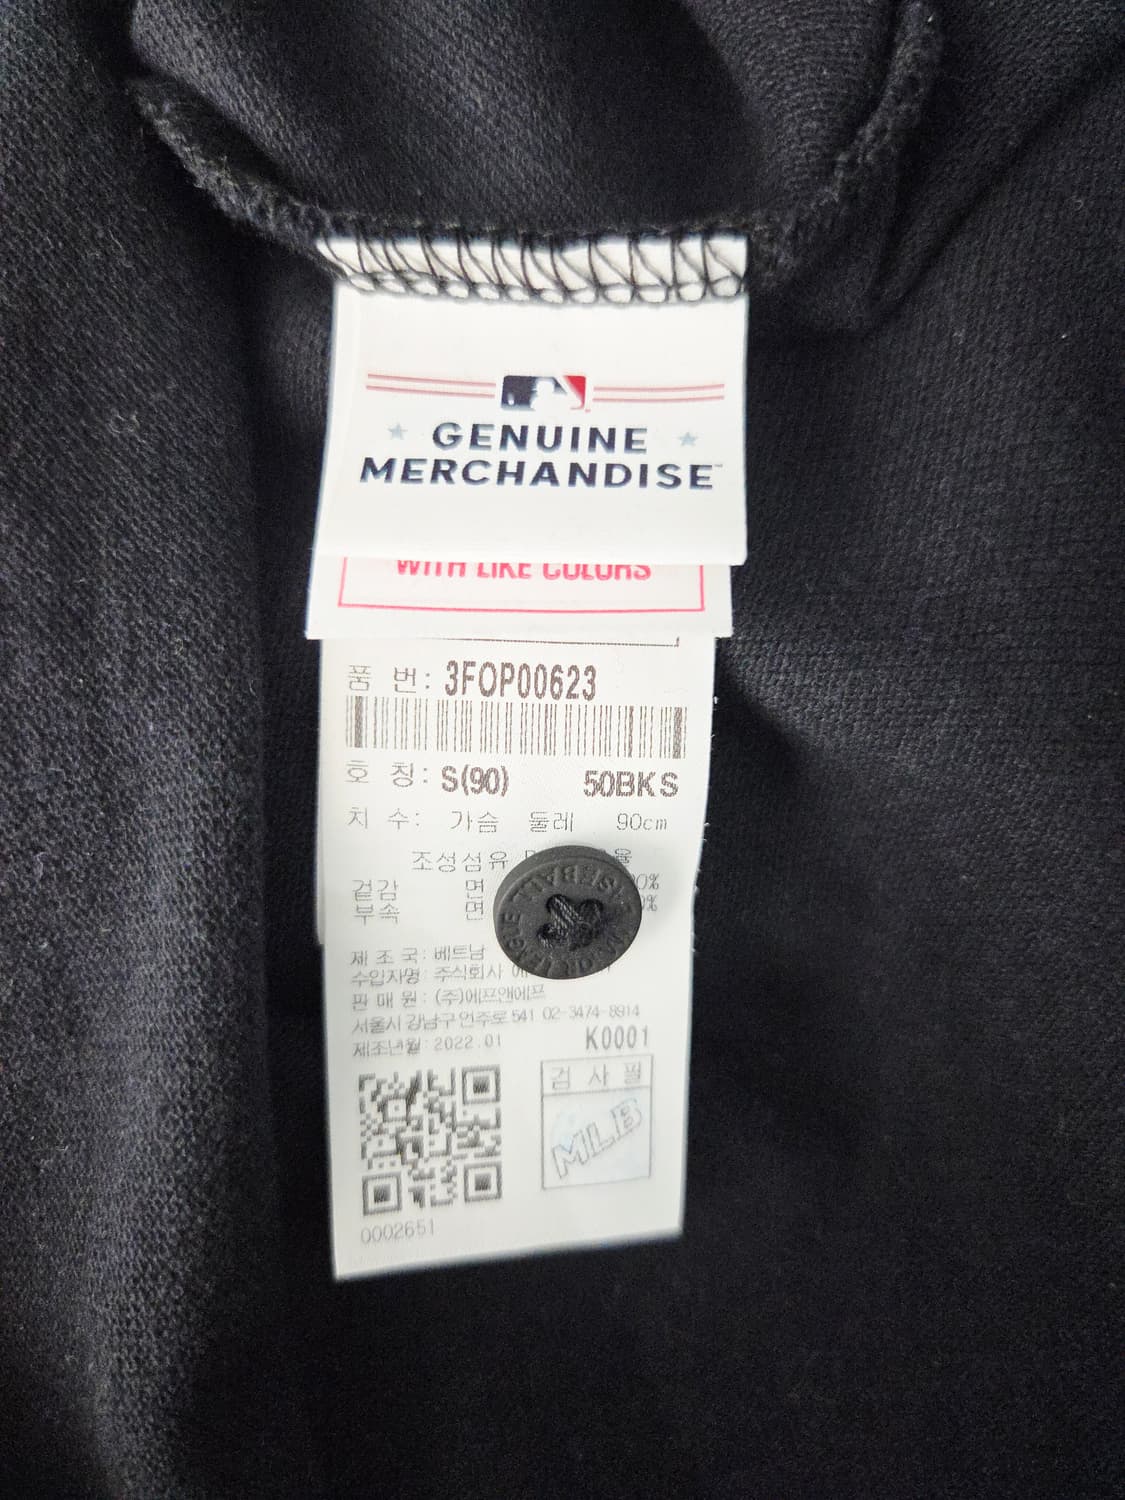 GENUINE
MERCHANDISE™
WITH LIKE COLORS
품 번: 3FOP00623
호 칭: S(90) 50BKS
치 수: 가슴 둘레 90cm
조성섬유 율
겉감 면
부속 면
제 조 국: 베트남
수입자명: 주식회사
판 매 원: (주)에프앤에프
서울시 강남구 언주로 541 02-3474-8914
제조년월: 2022.01 K0001
검 사 필
MLB
0002651